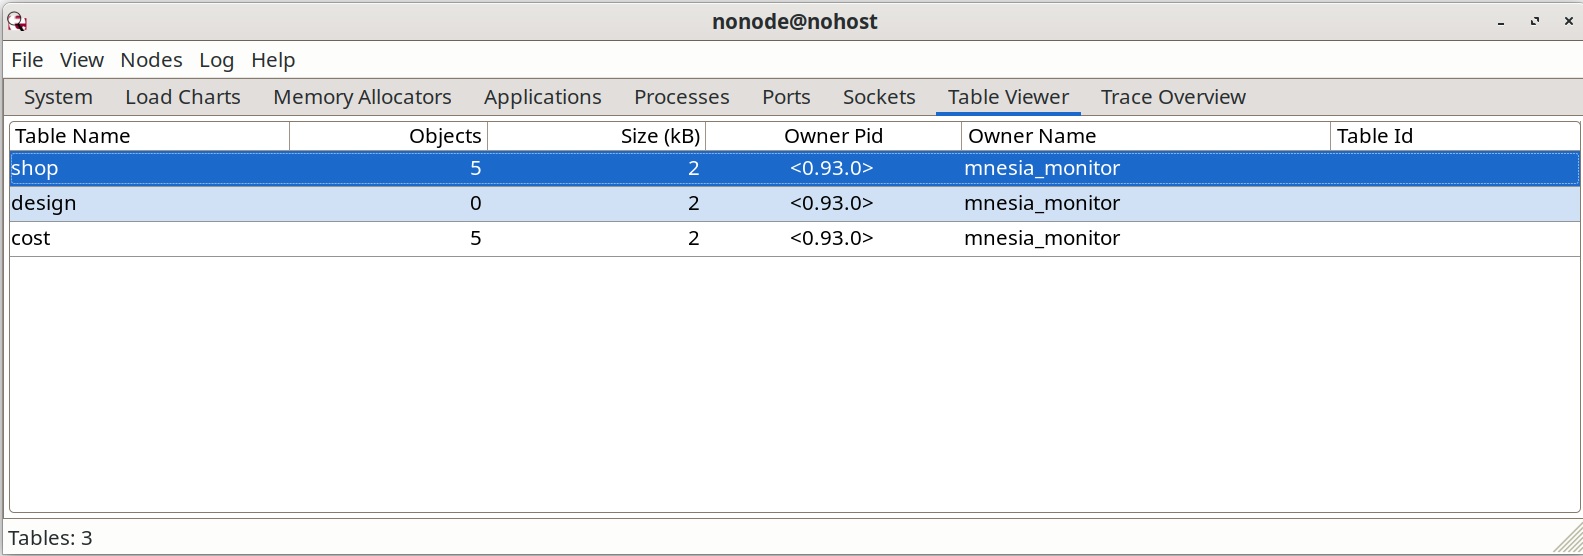 nonode@nohost
File View Nodes Log Help
System Load Charts Memory Allocators Applications Processes Ports Sockets Table Viewer Trace Overview
Table Name Objects Size (kB) Owner Pid Owner Name Table Id
shop 5 2 <0.93.0> mnesia_monitor
design 0 2 <0.93.0> mnesia_monitor
cost 5 2 <0.93.0> mnesia_monitor
Tables: 3